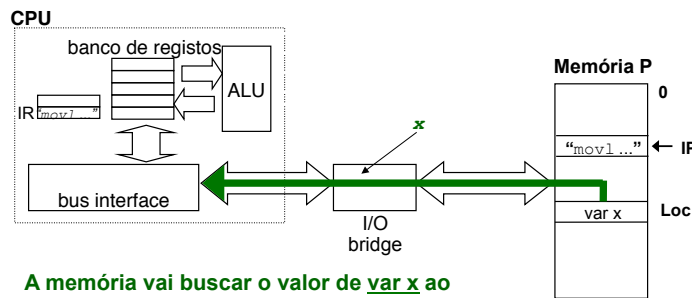 CPU
banco de registos
ALU
IR
"movl ..."
bus interface
x
I/O
bridge
Memória P
0
"movl ..."
IP
var x
Loc
A memória vai buscar o valor de var x ao